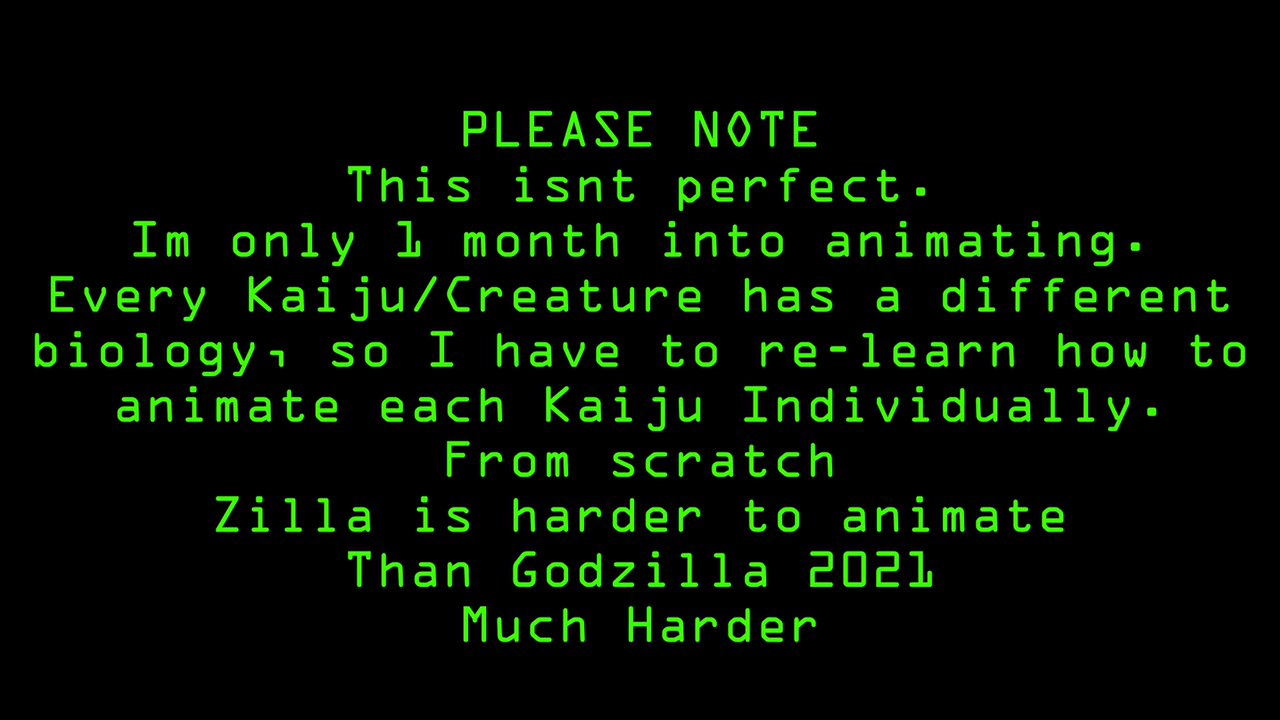 PLEASE NOTE
This isnt perfect.
Im only 1 month into animating.
Every Kaiju/Creature has a different
biology, so I have to re-learn how to
animate each Kaiju Individually.
From scratch
Zilla is harder to animate
Than Godzilla 2021
Much Harder